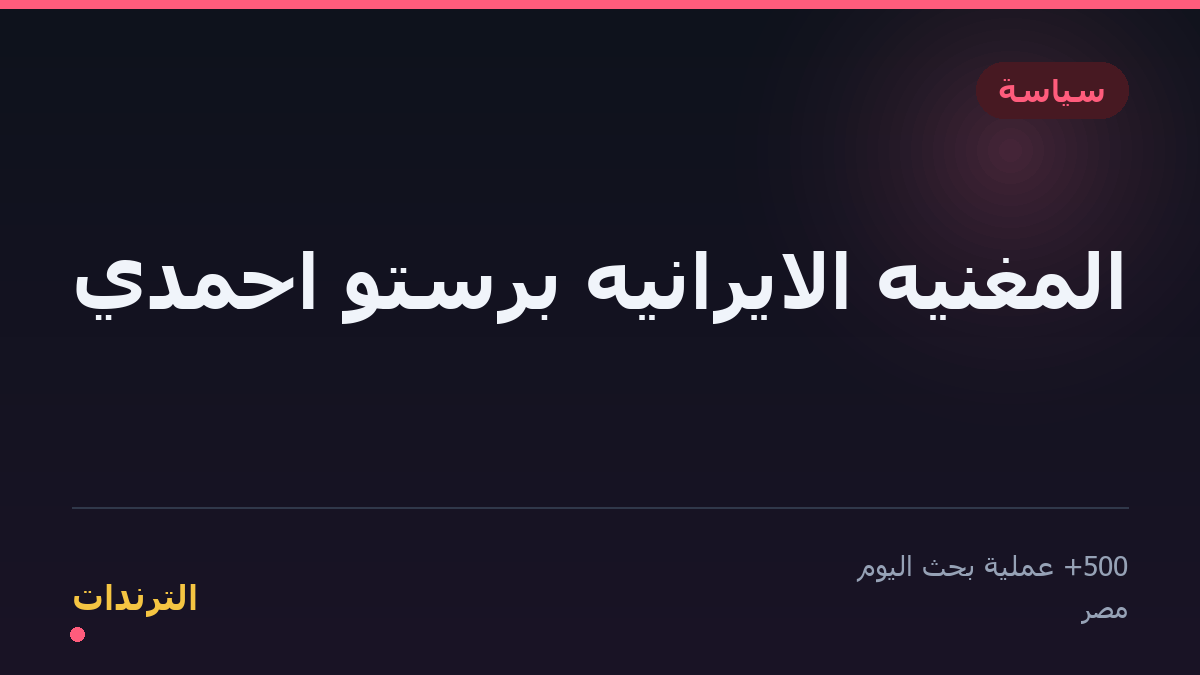 سياسة
المغنيه الايرانيه برستو احمدي
500+ عملية بحث اليوم
مصر
الترندات